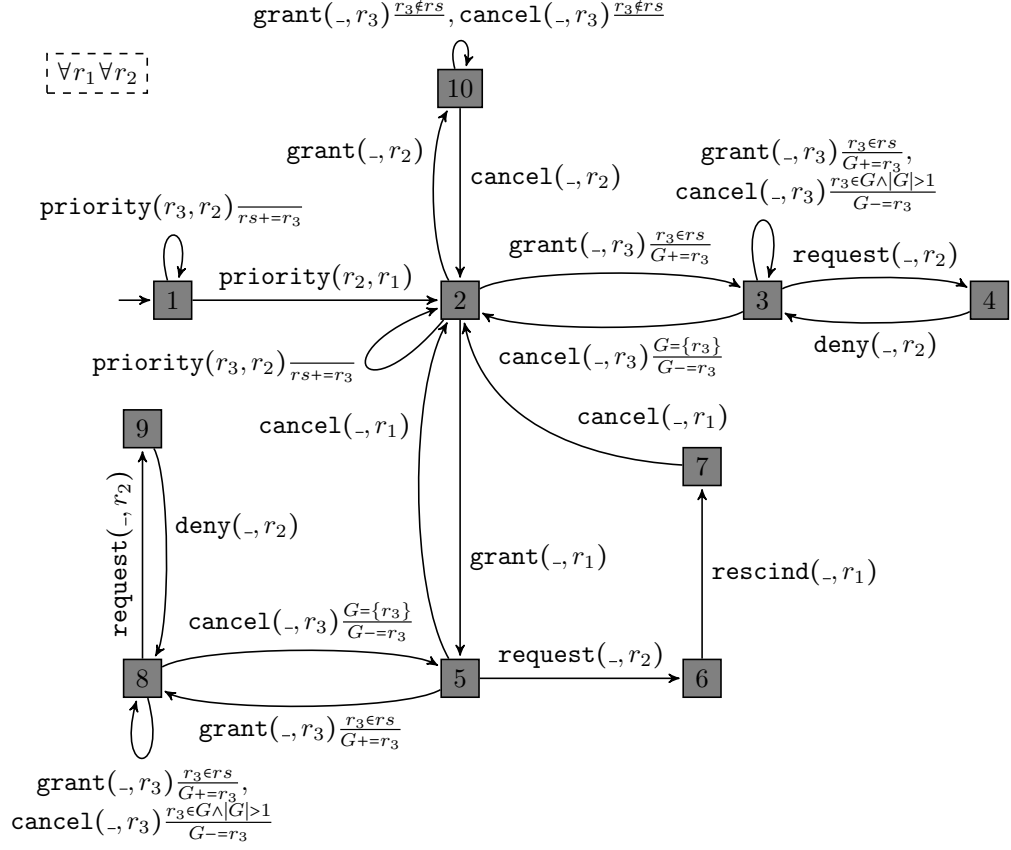 grant(_, r₃) r₃∉rs, cancel(_, r₃) r₃∉rs
∀r₁∀r₂
10
grant(_, r₂)
cancel(_, r₂)
grant(_, r₃) r₃∈rs / G+=r₃,
cancel(_, r₃) r₃∈G∧|G|>1 / G−=r₃
priority(r₃, r₂) / rs+=r₃
grant(_, r₃) r₃∈rs / G+=r₃
request(_, r₂)
priority(r₂, r₁)
1
2
3
4
priority(r₃, r₂) / rs+=r₃
cancel(_, r₃) G={r₃} / G−=r₃
deny(_, r₂)
cancel(_, r₁)
cancel(_, r₁)
9
7
request(_, r₂)
deny(_, r₂)
grant(_, r₁)
rescind(_, r₁)
cancel(_, r₃) G={r₃} / G−=r₃
request(_, r₂)
8
5
6
grant(_, r₃) r₃∈rs / G+=r₃
grant(_, r₃) r₃∈rs / G+=r₃,
cancel(_, r₃) r₃∈G∧|G|>1 / G−=r₃